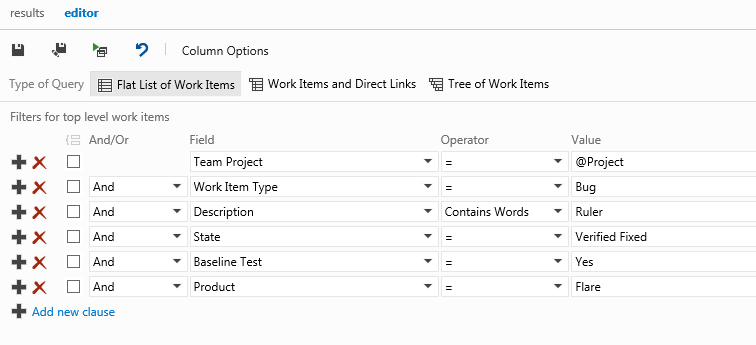 results editor
Column Options
Type of Query Flat List of Work Items Work Items and Direct Links Tree of Work Items
Filters for top level work items
And/Or Field Operator Value
Team Project = @Project
And Work Item Type = Bug
And Description Contains Words Ruler
And State = Verified Fixed
And Baseline Test = Yes
And Product = Flare
Add new clause